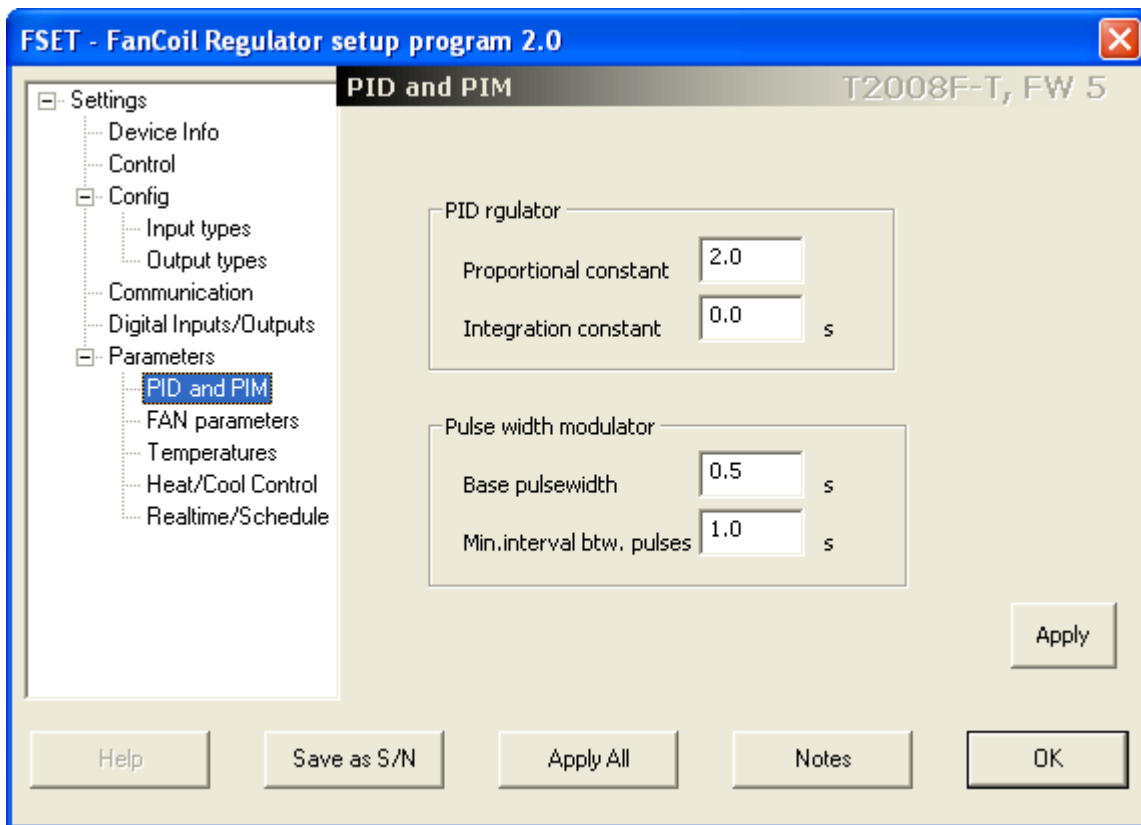 FSET - FanCoil Regulator setup program 2.0
Settings
Device Info
Control
Config
Input types
Output types
Communication
Digital Inputs/Outputs
Parameters
PID and PIM
FAN parameters
Temperatures
Heat/Cool Control
Realtime/Schedule
PID and PIM T2008F-T, FW 5
PID rgulator
Proportional constant 2.0
Integration constant 0.0 s
Pulse width modulator
Base pulsewidth 0.5 s
Min.interval btw. pulses 1.0 s
Apply
Help Save as S/N Apply All Notes OK